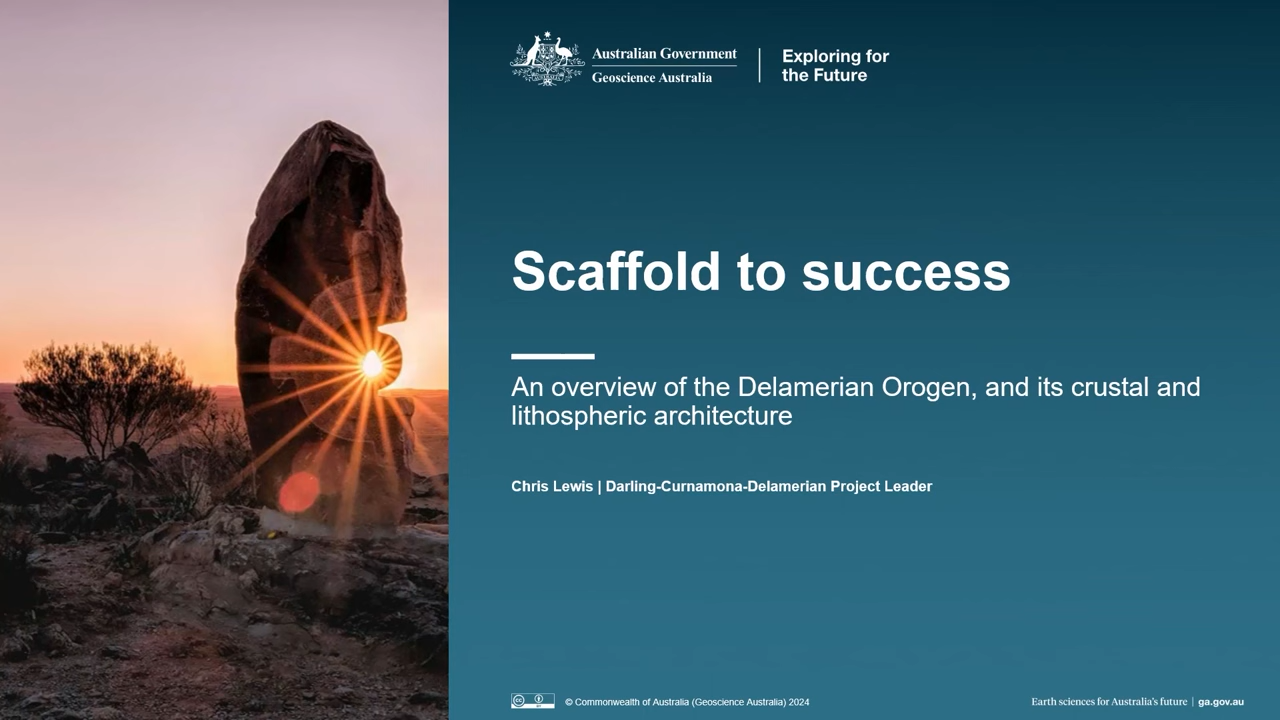 Australian Government
Geoscience Australia
Exploring for
the Future
Scaffold to success
An overview of the Delamerian Orogen, and its crustal and
lithospheric architecture
Chris Lewis | Darling-Curnamona-Delamerian Project Leader
© Commonwealth of Australia (Geoscience Australia) 2024
Earth sciences for Australia's future | ga.gov.au